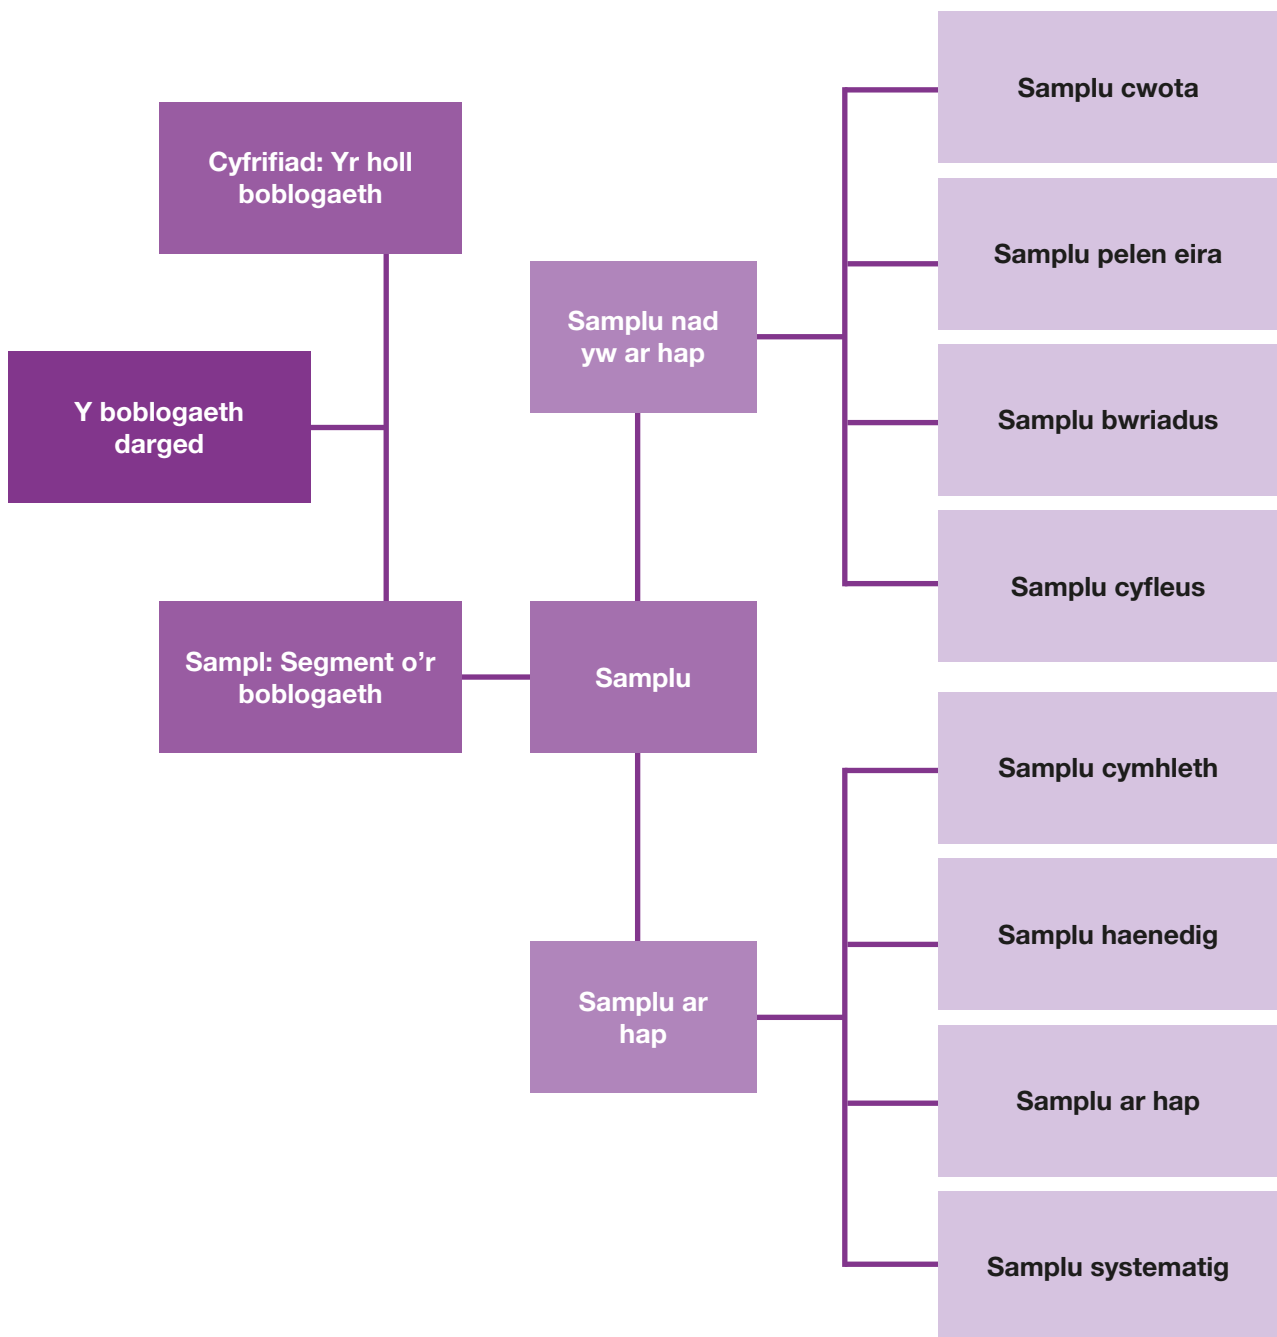 Y boblogaeth
darged
Cyfrifiad: Yr holl
boblogaeth
Sampl: Segment o’r
boblogaeth
Samplu
Samplu nad
yw ar hap
Samplu cwota
Samplu pelen eira
Samplu bwriadus
Samplu cyfleus
Samplu ar
hap
Samplu cymhleth
Samplu haenedig
Samplu ar hap
Samplu systematig